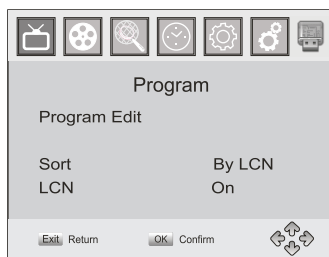 Program
Program Edit
Sort By LCN
LCN On
Exit Return OK Confirm